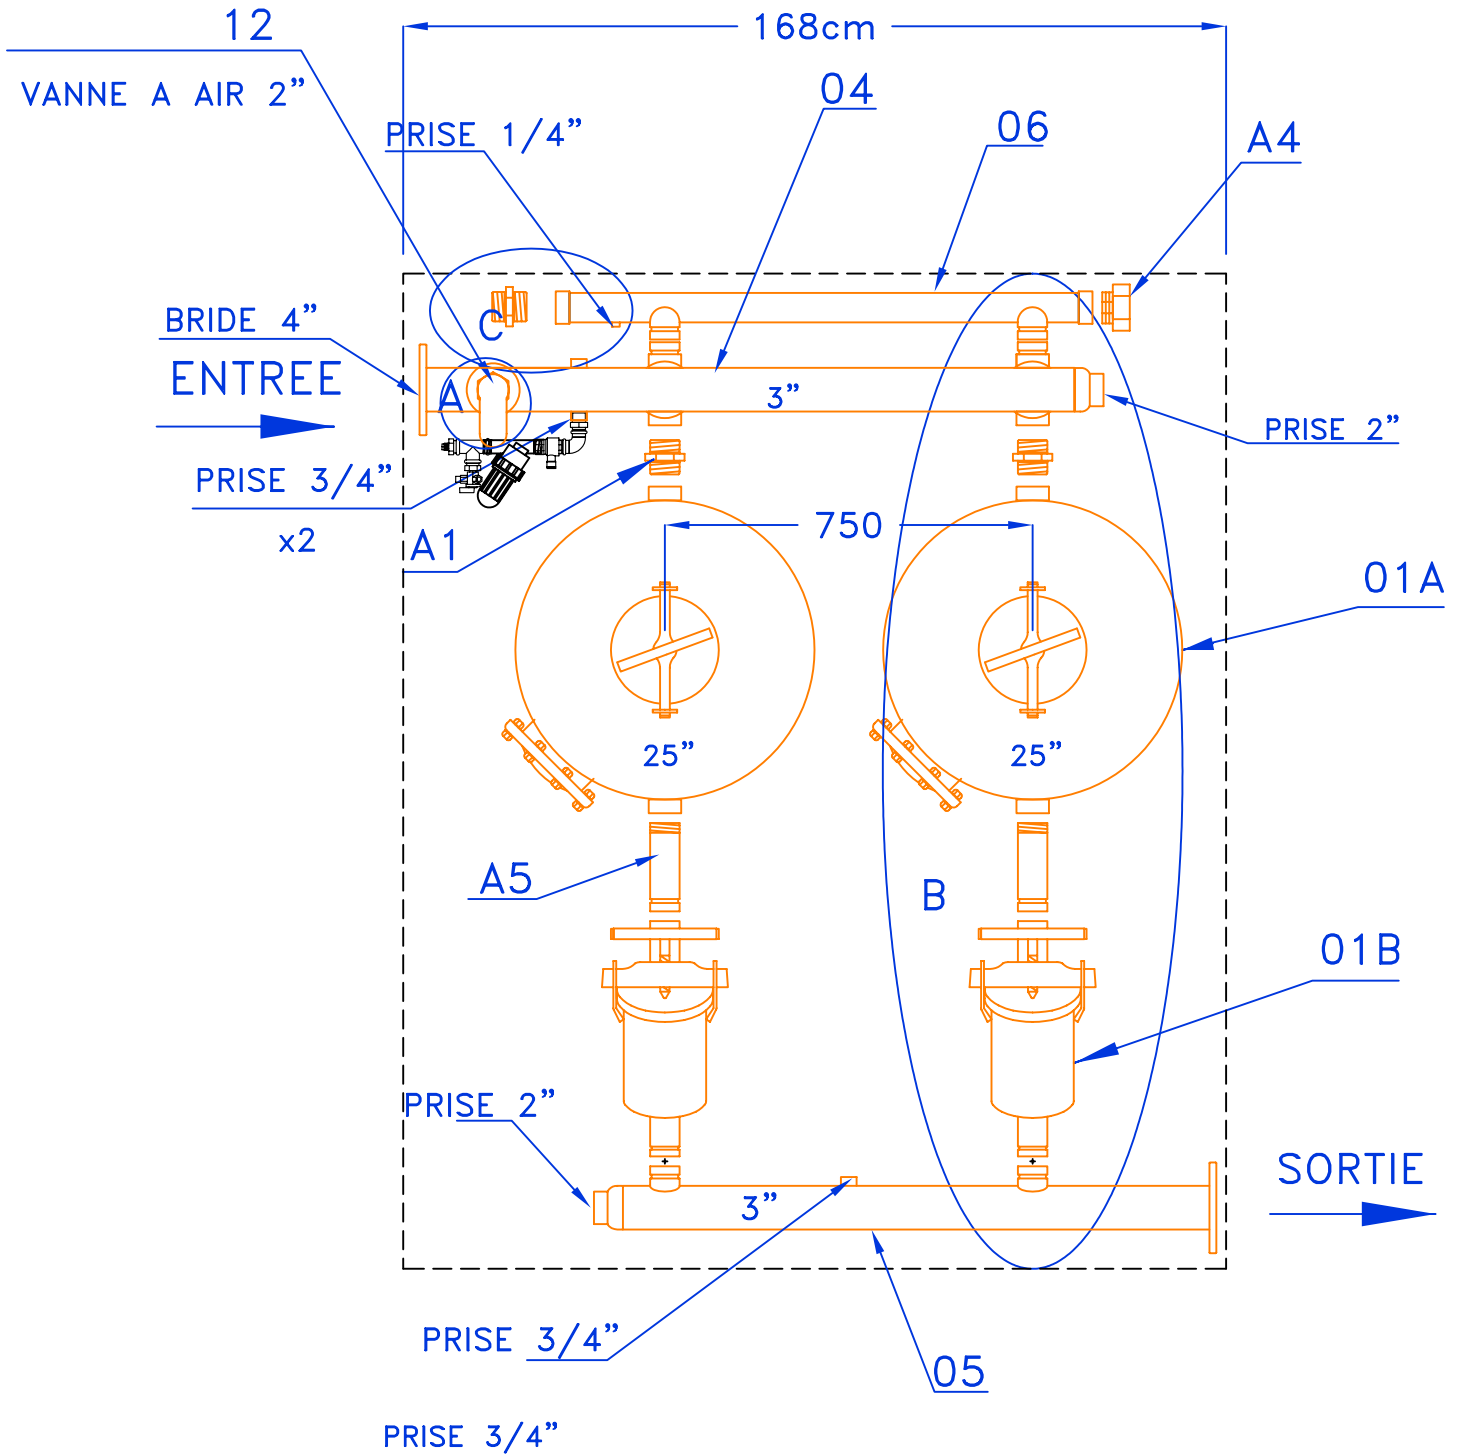 12
168cm
VANNE A AIR 2”
04
PRISE 1/4”
06
A4
BRIDE 4”
C
ENTREE
A
3”
PRISE 2”
PRISE 3/4”
x2
A1
750
01A
25”
25”
A5
B
01B
PRISE 2”
SORTIE
3”
PRISE 3/4”
05
PRISE 3/4”